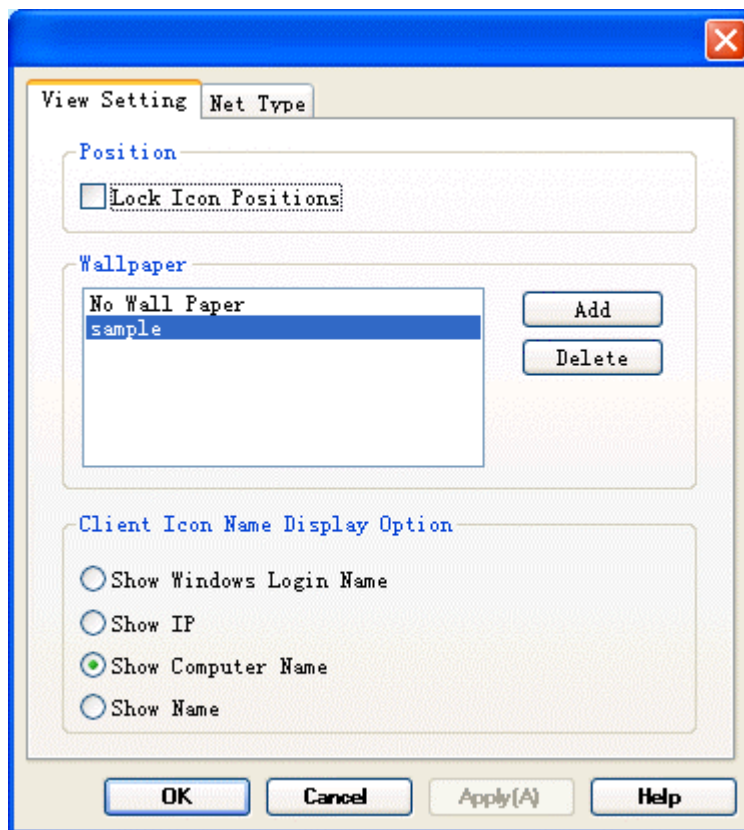 View Setting
Net Type
Position
Lock Icon Positions
Wallpaper
No Wall Paper
sample
Add
Delete
Client Icon Name Display Option
Show Windows Login Name
Show IP
Show Computer Name
Show Name
OK
Cancel
Apply(A)
Help